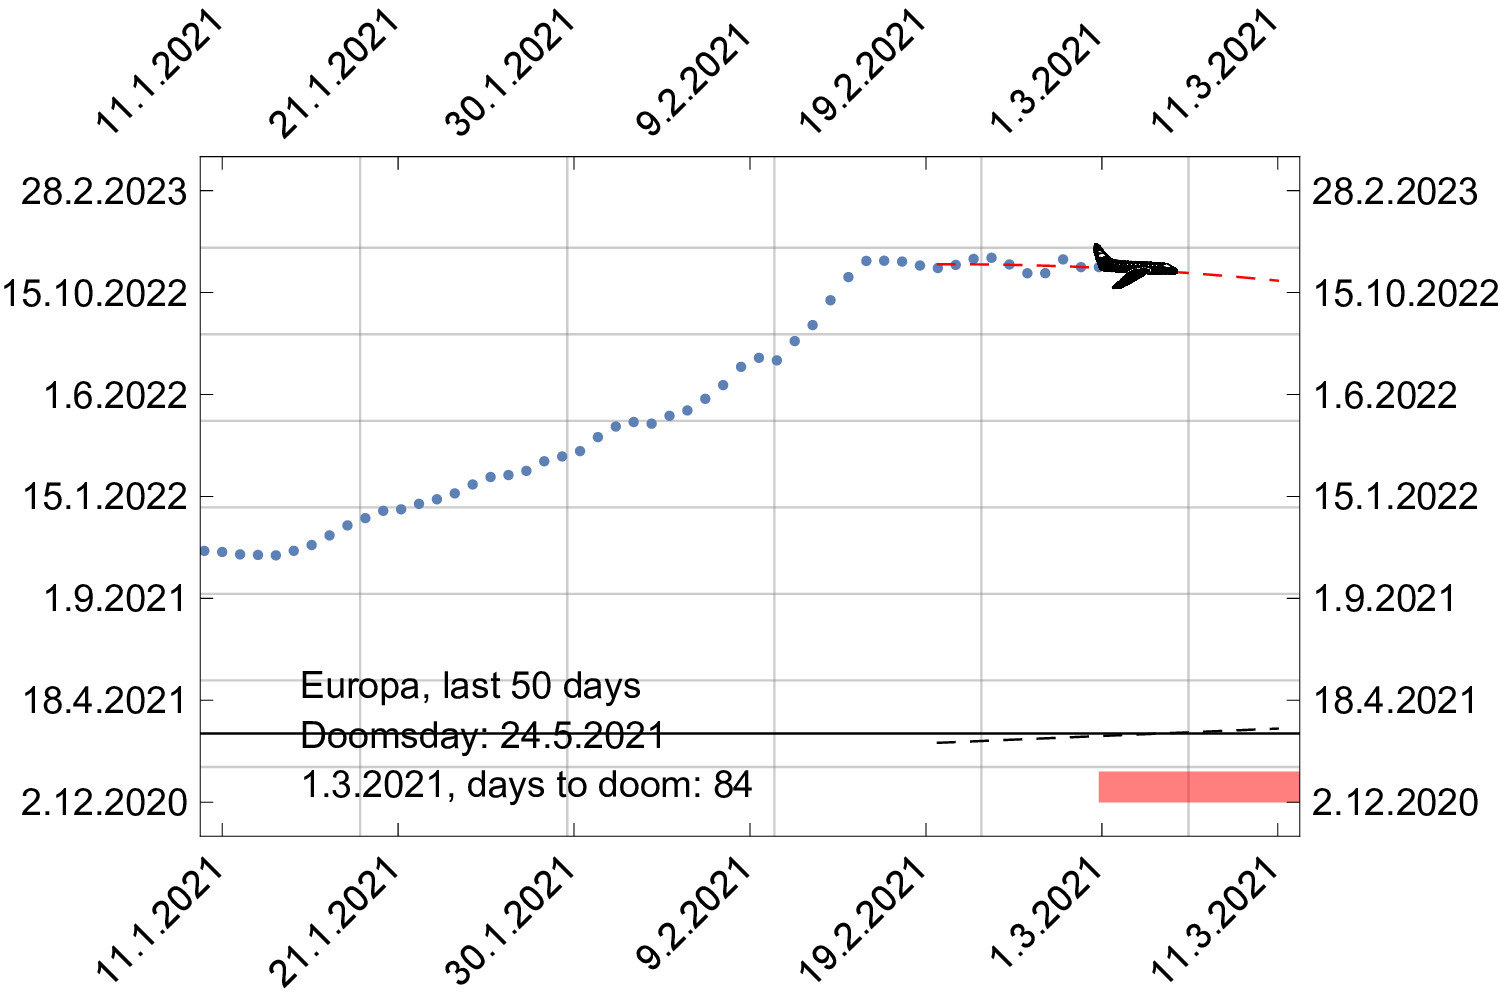 11.1.2021 21.1.2021 30.1.2021 9.2.2021 19.2.2021 1.3.2021 11.3.2021
28.2.2023 28.2.2023
15.10.2022 15.10.2022
1.6.2022 1.6.2022
15.1.2022 15.1.2022
1.9.2021 1.9.2021
Europa, last 50 days
18.4.2021 18.4.2021
Doomsday: 24.5.2021
1.3.2021, days to doom: 84
2.12.2020 2.12.2020
11.1.2021 21.1.2021 30.1.2021 9.2.2021 19.2.2021 1.3.2021 11.3.2021